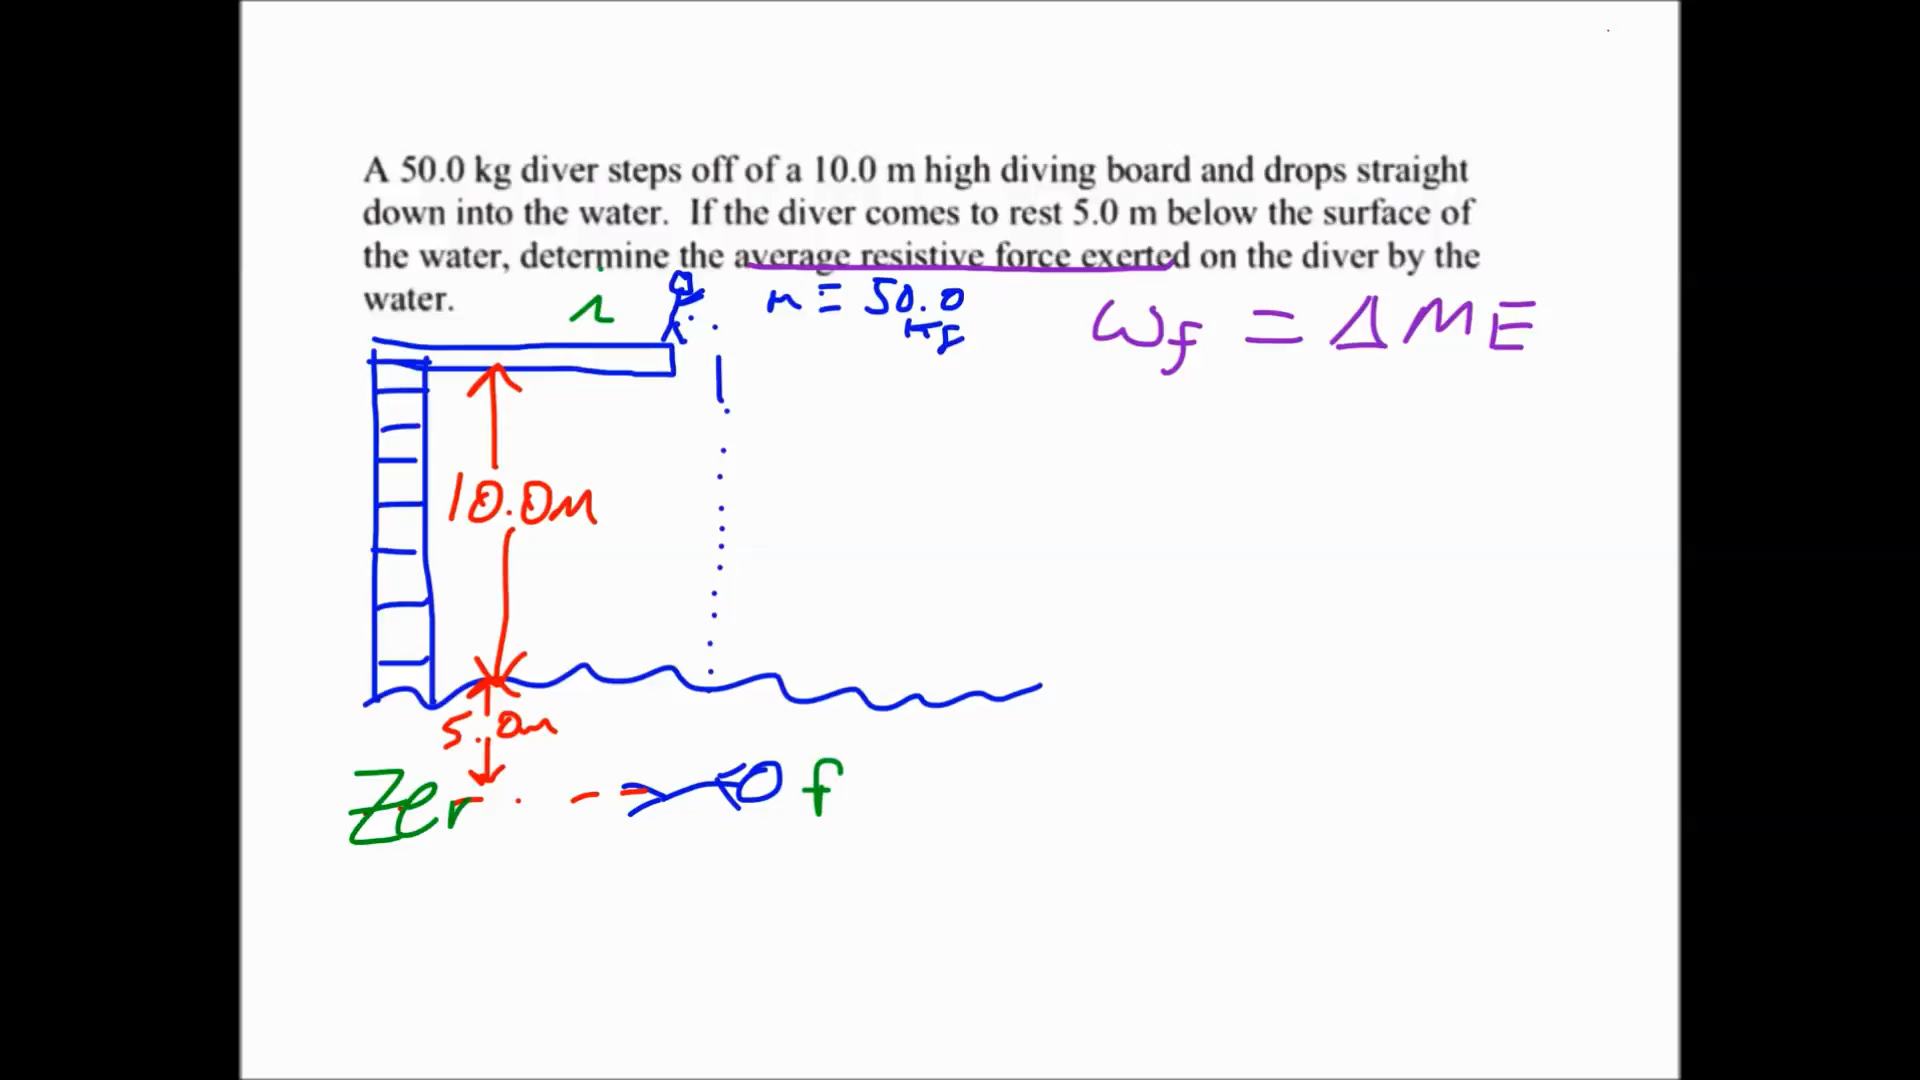 A 50.0 kg diver steps off of a 10.0 m high diving board and drops straight
down into the water. If the diver comes to rest 5.0 m below the surface of
the water, determine the average resistive force exerted on the diver by the
water.
i
m = 50.0
kg
Wf = ΔME
10.0m
5.0m
Zer
f